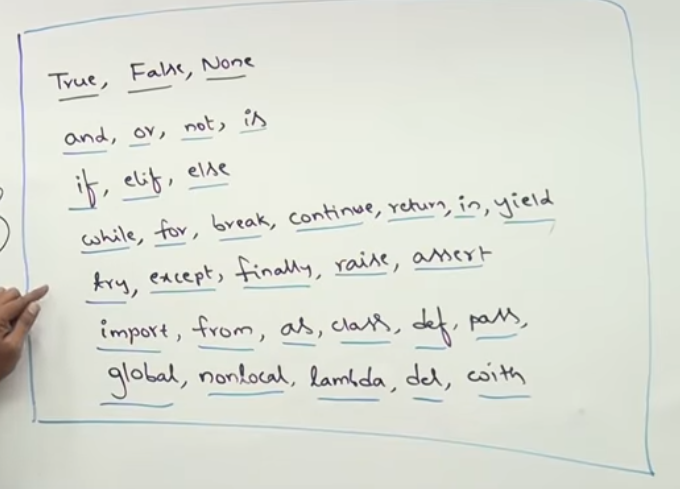 True, False, None
and, or, not, is
if, elif, else
while, for, break, continue, return, in, yield
try, except, finally, raise, assert
import, from, as, class, def, pass,
global, nonlocal, lambda, del, with